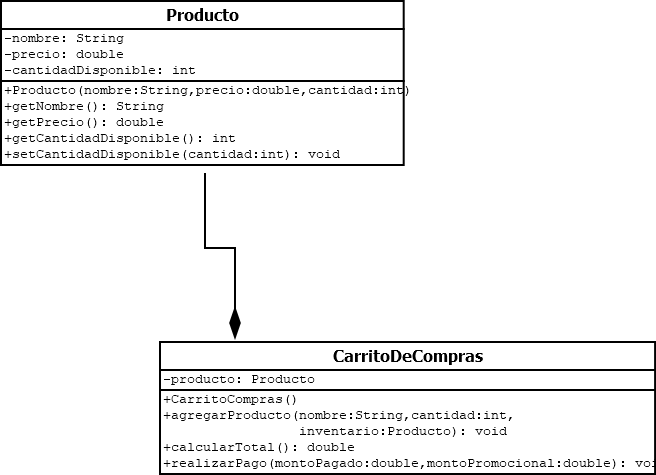 Producto
-nombre: String
-precio: double
-cantidadDisponible: int
+Producto(nombre:String,precio:double,cantidad:int)
+getNombre(): String
+getPrecio(): double
+getCantidadDisponible(): int
+setCantidadDisponible(cantidad:int): void
CarritoDeCompras
-producto: Producto
+CarritoCompras()
+agregarProducto(nombre:String,cantidad:int,
inventario:Producto): void
+calcularTotal(): double
+realizarPago(montoPagado:double,montoPromocional:double): vo